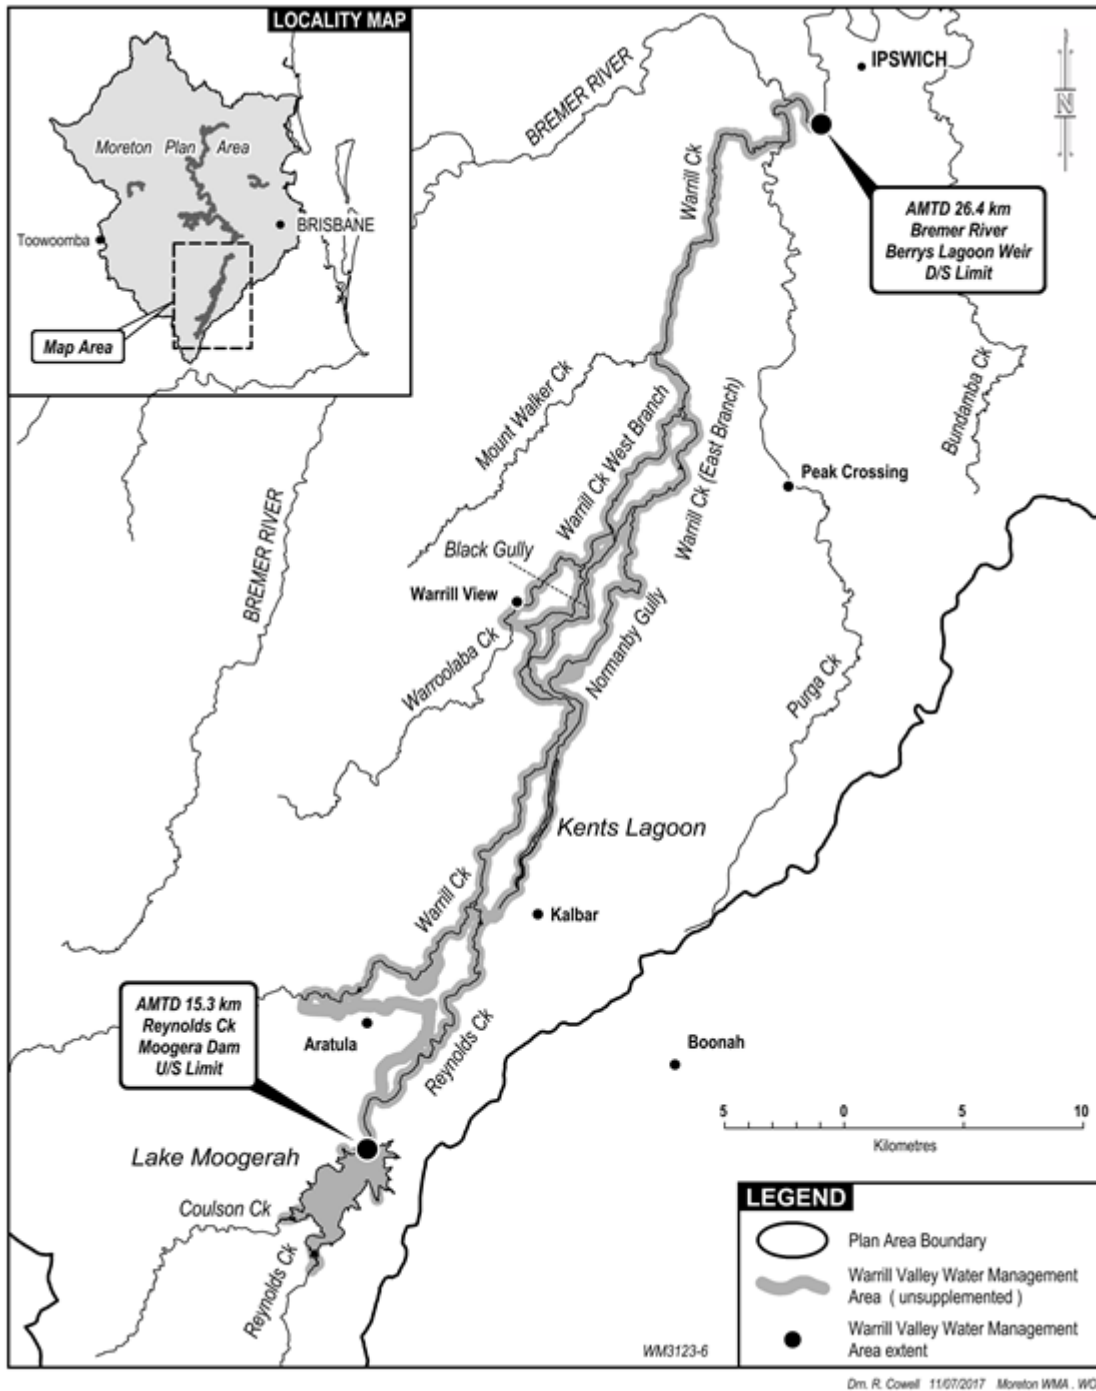 LOCALITY MAP
Moreton Plan Area
Toowoomba
BRISBANE
Map Area
BREMER RIVER
IPSWICH
N
Warrill Ck
AMTD 26.4 km
Bremer River
Berrys Lagoon Weir
D/S Limit
Mount Walker Ck
Warrill Ck West Branch
Warrill Ck (East Branch)
Bundamba Ck
Peak Crossing
BREMER RIVER
Black Gully
Warrill View
Warroolaba Ck
Normanby Gully
Purga Ck
Kents Lagoon
Warrill Ck
Kalbar
AMTD 15.3 km
Reynolds Ck
Moogera Dam
U/S Limit
Aratula
Reynolds Ck
Boonah
5 0 5 10
Kilometres
Lake Moogerah
Coulson Ck
Reynolds Ck
LEGEND
Plan Area Boundary
Warrill Valley Water Management
Area ( unsupplemented )
Warrill Valley Water Management
Area extent
WM3123-6
Drn. R. Cowell 11/07/2017 Moreton WMA . WO